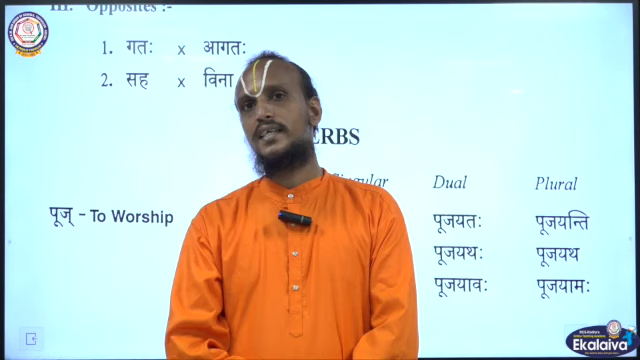 III. Opposites :-
1. गतः x आगतः
2. सह x विना
ERBS
Singular Dual Plural
पूज् - To Worship पूजयतः पूजयन्ति
पूजयथः पूजयथ
पूजयावः पूजयामः
Ekalaiva